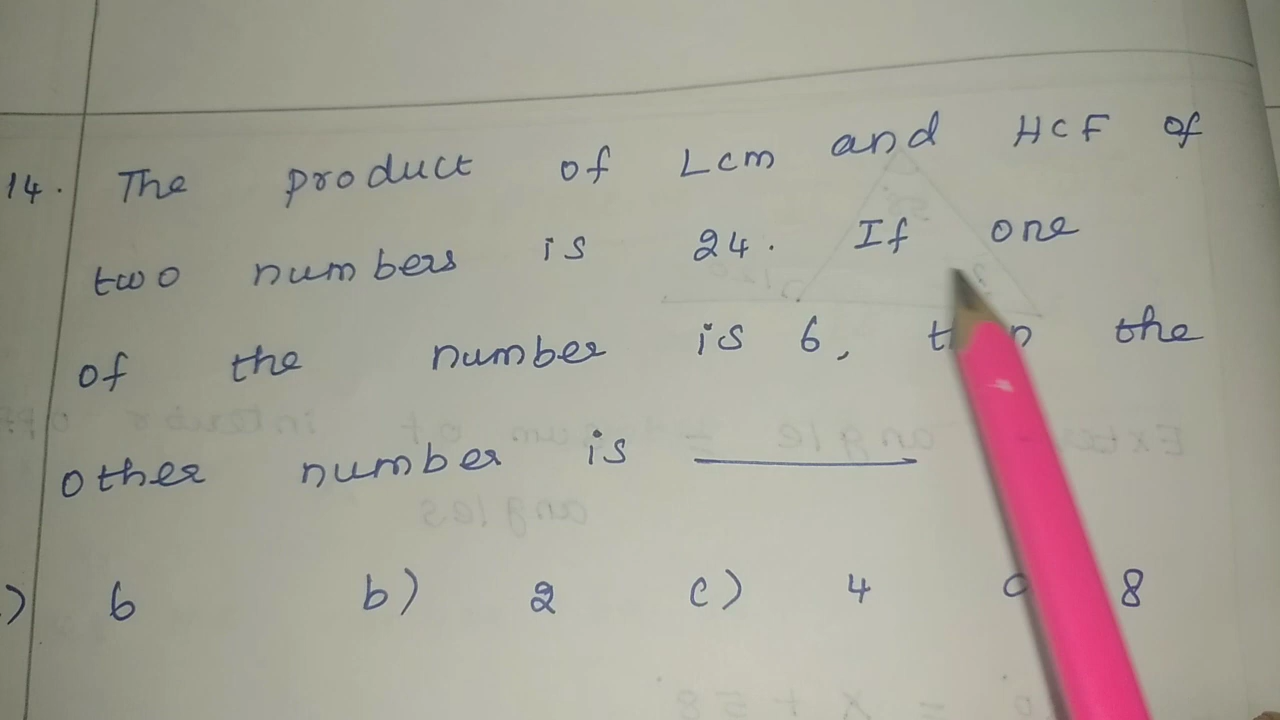 14. The product of Lcm and HCF of
two numbers is 24. If one
of the number is 6, the
other number is
) 6 b) 2 c) 4 8